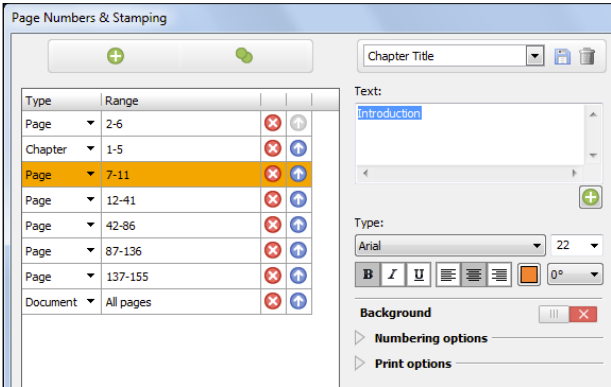 Page Numbers & Stamping
Chapter Title
Text:
Introduction
Type Range
Page 2-6
Chapter 1-5
Page 7-11
Page 12-41
Page 42-86
Page 87-136
Page 137-155
Document All pages
Type:
Arial 22
B I U 0°
Background
Numbering options
Print options